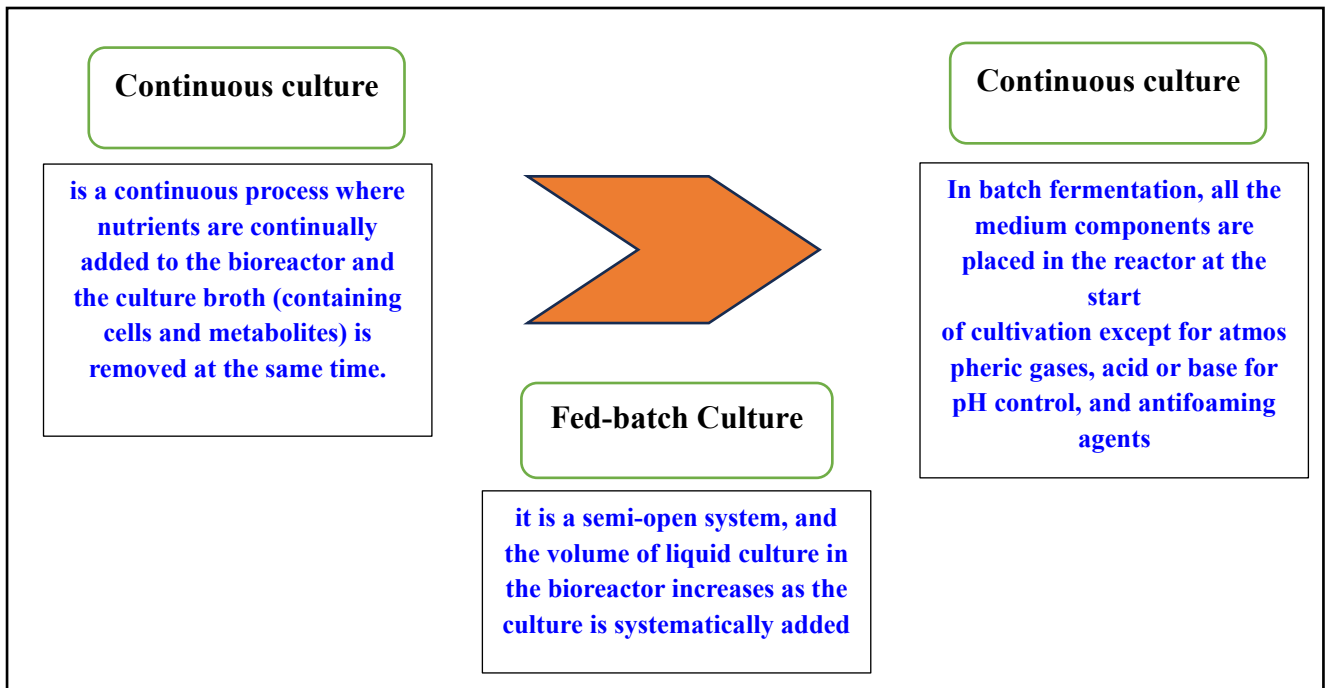 Continuous culture
is a continuous process where
nutrients are continually
added to the bioreactor and
the culture broth (containing
cells and metabolites) is
removed at the same time.
Fed-batch Culture
it is a semi-open system, and
the volume of liquid culture in
the bioreactor increases as the
culture is systematically added
Continuous culture
In batch fermentation, all the
medium components are
placed in the reactor at the
start
of cultivation except for atmos
pheric gases, acid or base for
pH control, and antifoaming
agents